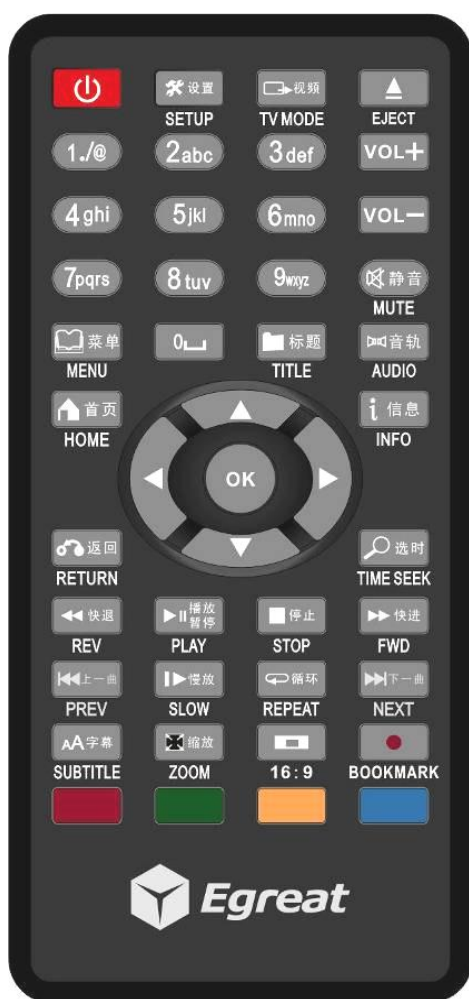 设置
视频
SETUP
TV MODE
EJECT
1./@
2abc
3def
VOL+
4ghi
5jkl
6mno
VOL-
7pqrs
8tuv
9wxyz
静音
MUTE
菜单
0
标题
音轨
MENU
TITLE
AUDIO
首页
i 信息
HOME
INFO
OK
返回
选时
RETURN
TIME SEEK
快退
播放
暂停
停止
快进
REV
PLAY
STOP
FWD
上一曲
慢放
循环
下一曲
PREV
SLOW
REPEAT
NEXT
AA字幕
缩放
SUBTITLE
ZOOM
16:9
BOOKMARK
Egreat